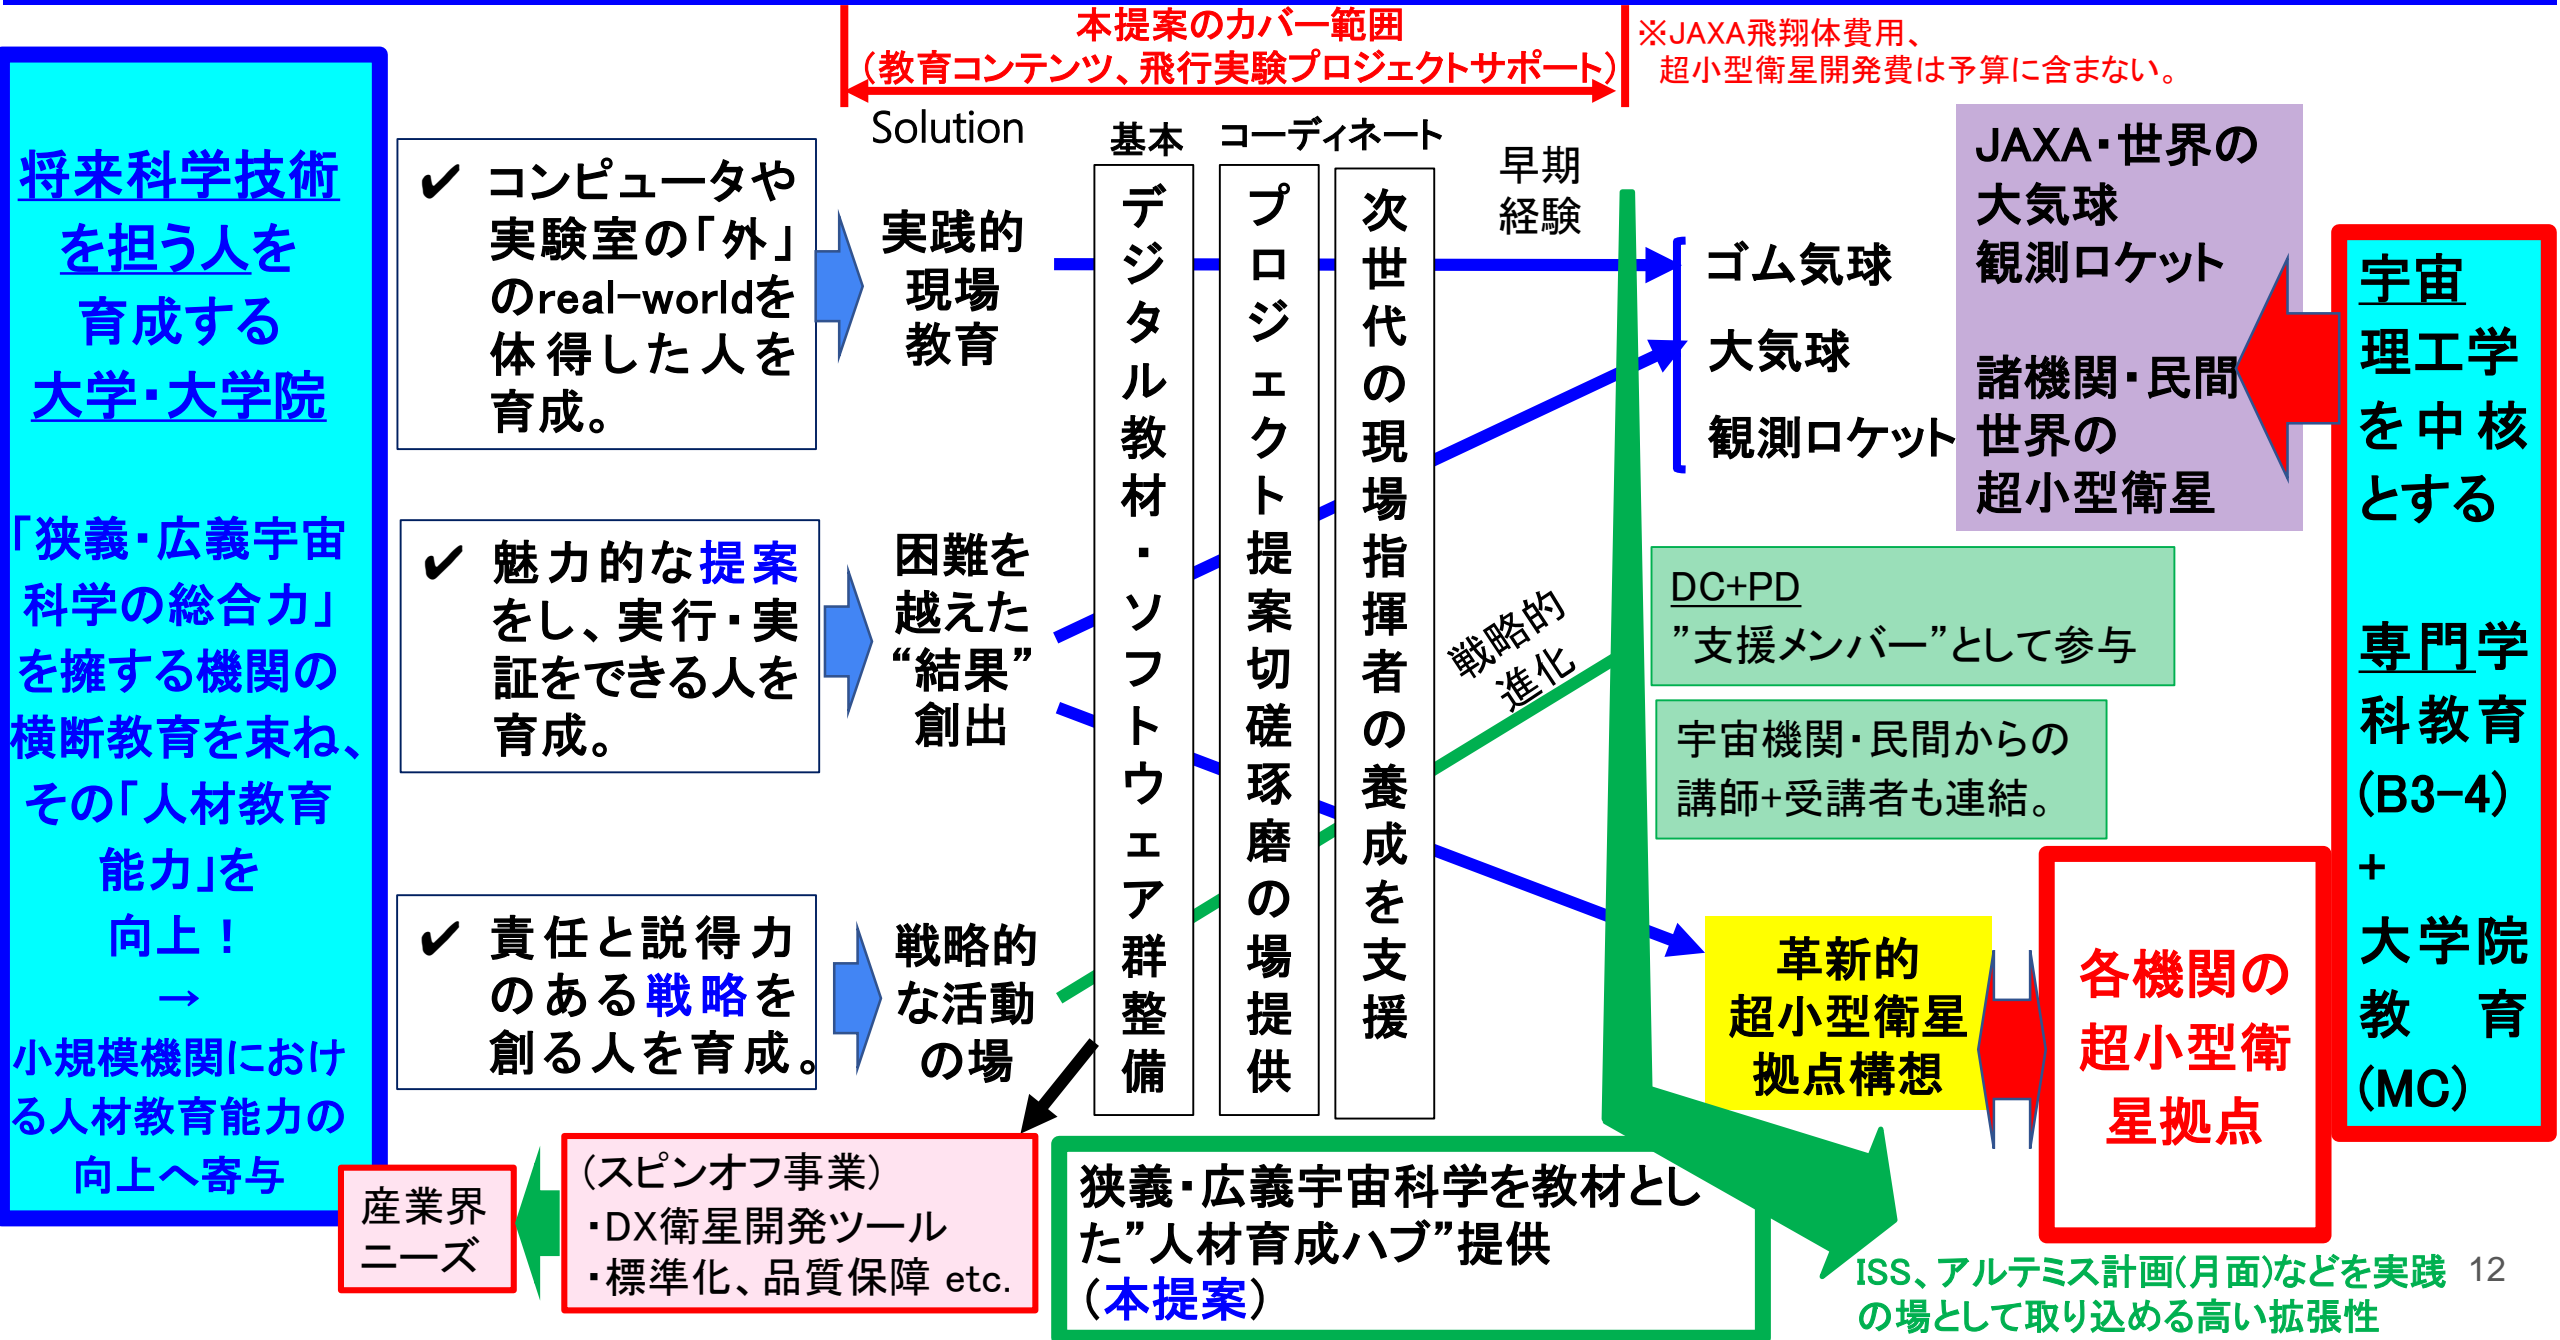 本提案のカバー範囲
（教育コンテンツ、飛行実験プロジェクトサポート）
※JAXA飛翔体費用、
超小型衛星開発費は予算に含まない。
将来科学技術
を担う人を
育成する
大学・大学院
「狭義・広義宇宙
科学の総合力」
を擁する機関の
横断教育を束ね、
その「人材教育
能力」を
向上！
→
小規模機関におけ
る人材教育能力の
向上へ寄与
✔ コンピュータや
実験室の「外」
のreal-worldを
体得した人を
育成。
✔ 魅力的な提案
をし、実行・実
証をできる人を
育成。
✔ 責任と説得力
のある戦略を
創る人を育成。
Solution
実践的
現場
教育
困難を
越えた
“結果”
創出
戦略的
な活動
の場
基本
デジタル教材・ソフトウェア群整備
コーディネート
プロジェクト提案切磋琢磨の場提供
次世代の現場指揮者の養成を支援
早期
経験
戦略的
進化
ゴム気球
大気球
観測ロケット
JAXA・世界の
大気球
観測ロケット
諸機関・民間
世界の
超小型衛星
DC+PD
”支援メンバー”として参与
宇宙機関・民間からの
講師+受講者も連結。
革新的
超小型衛星
拠点構想
各機関の
超小型衛
星拠点
宇宙
理工学
を中核
とする
専門学
科教育
(B3-4)
+
大学院
教育
(MC)
産業界
ニーズ
(スピンオフ事業)
・DX衛星開発ツール
・標準化、品質保障 etc.
狭義・広義宇宙科学を教材とし
た”人材育成ハブ”提供
（本提案）
ISS、アルテミス計画(月面)などを実践
の場として取り込める高い拡張性
12